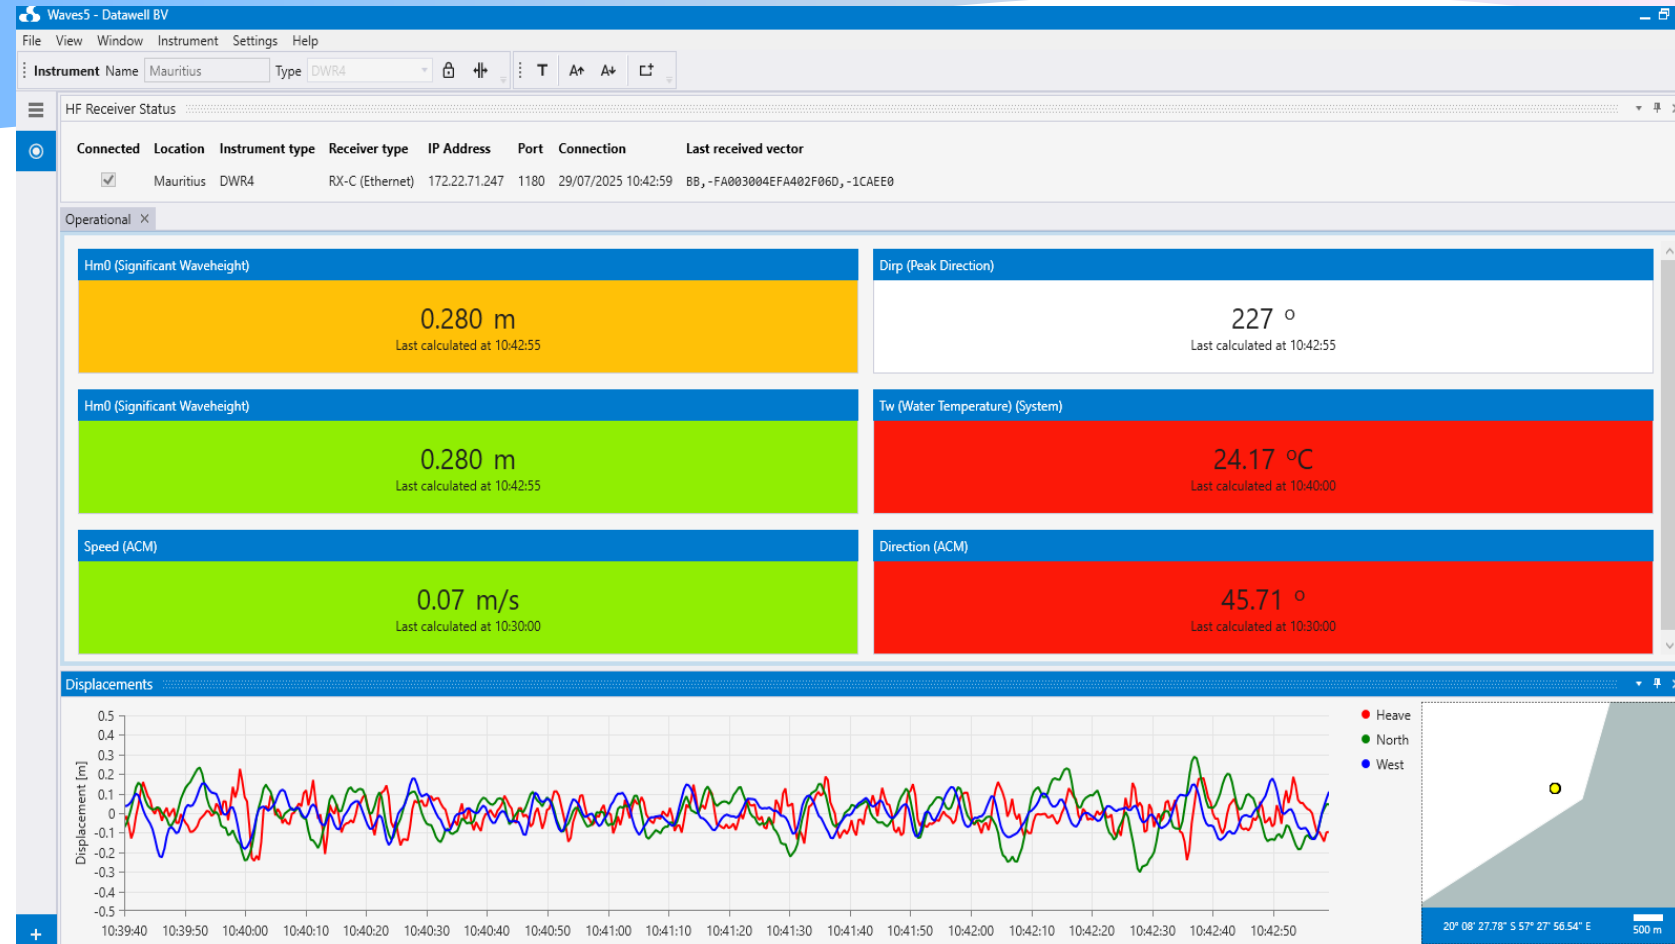 Waves5 - Datawell BV
File View Window Instrument Settings Help
Instrument Name Mauritius Type DWR4 T A A
HF Receiver Status
Connected Location Instrument type Receiver type IP Address Port Connection Last received vector
Mauritius DWR4 RX-C (Ethernet) 172.22.71.247 1180 29/07/2025 10:42:59 BB,-FA003004EFA402F06D,-1CAEE0
Operational
Hm0 (Significant Waveheight)
0.280 m
Last calculated at 10:42:55
Dirp (Peak Direction)
227 °
Last calculated at 10:42:55
Hm0 (Significant Waveheight)
0.280 m
Last calculated at 10:42:55
Tw (Water Temperature) (System)
24.17 °C
Last calculated at 10:40:00
Speed (ACM)
0.07 m/s
Last calculated at 10:30:00
Direction (ACM)
45.71 °
Last calculated at 10:30:00
Displacements
Displacement [m]
0.5
0.4
0.3
0.2
0.1
0
-0.1
-0.2
-0.3
-0.4
-0.5
10:39:40 10:39:50 10:40:00 10:40:10 10:40:20 10:40:30 10:40:40 10:40:50 10:41:00 10:41:10 10:41:20 10:41:30 10:41:40 10:41:50 10:42:00 10:42:10 10:42:20 10:42:30 10:42:40 10:42:50
Heave
North
West
20° 08' 27.78" S 57° 27' 56.54" E
500 m